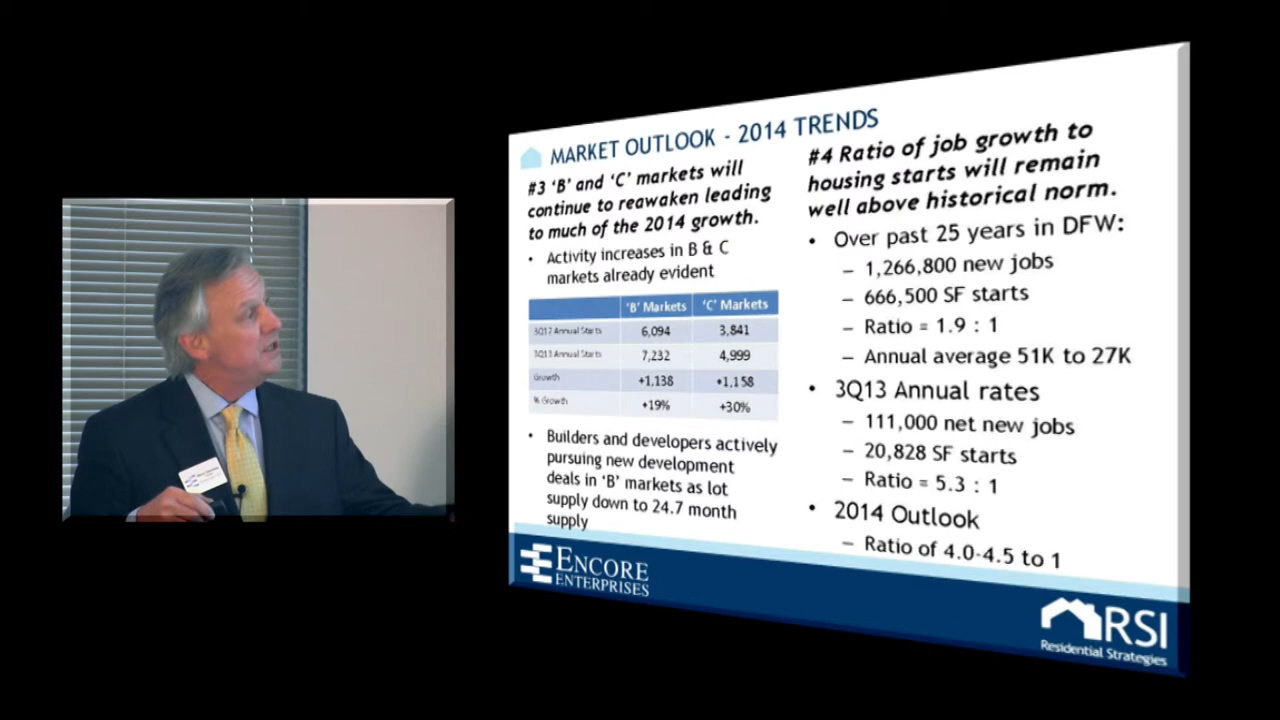 MARKET OUTLOOK - 2014 TRENDS
#3 ‘B’ and ‘C’ markets will
continue to reawaken leading
to much of the 2014 growth.
• Activity increases in B & C
markets already evident
‘B’ Markets ‘C’ Markets
3Q12 Annual Starts 6,094 3,841
3Q13 Annual Starts 7,232 4,999
Growth +1,138 +1,158
% Growth +19% +30%
• Builders and developers actively
pursuing new development
deals in ‘B’ markets as lot
supply down to 24.7 month
supply
#4 Ratio of job growth to
housing starts will remain
well above historical norm.
• Over past 25 years in DFW:
– 1,266,800 new jobs
– 666,500 SF starts
– Ratio = 1.9 : 1
– Annual average 51K to 27K
• 3Q13 Annual rates
– 111,000 net new jobs
– 20,828 SF starts
– Ratio = 5.3 : 1
• 2014 Outlook
– Ratio of 4.0-4.5 to 1
ENCORE
ENTERPRISES
RSI
Residential Strategies